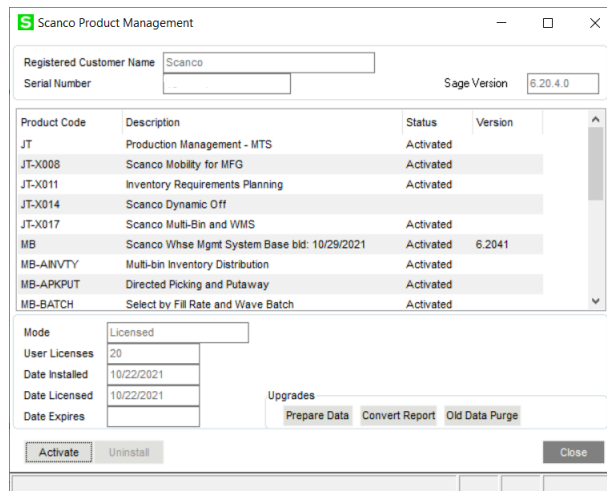 S Scanco Product Management
Registered Customer Name Scanco
Serial Number Sage Version 6.20.4.0
Product Code Description Status Version
JT Production Management - MTS Activated
JT-X008 Scanco Mobility for MFG Activated
JT-X011 Inventory Requirements Planning Activated
JT-X014 Scanco Dynamic Off
JT-X017 Scanco Multi-Bin and WMS Activated
MB Scanco Whse Mgmt System Base bld: 10/29/2021 Activated 6.2041
MB-AINVTY Multi-bin Inventory Distribution Activated
MB-APKPUT Directed Picking and Putaway Activated
MB-BATCH Select by Fill Rate and Wave Batch Activated
Mode Licensed
User Licenses 20
Date Installed 10/22/2021
Date Licensed 10/22/2021
Date Expires
Upgrades
Prepare Data Convert Report Old Data Purge
Activate Uninstall Close